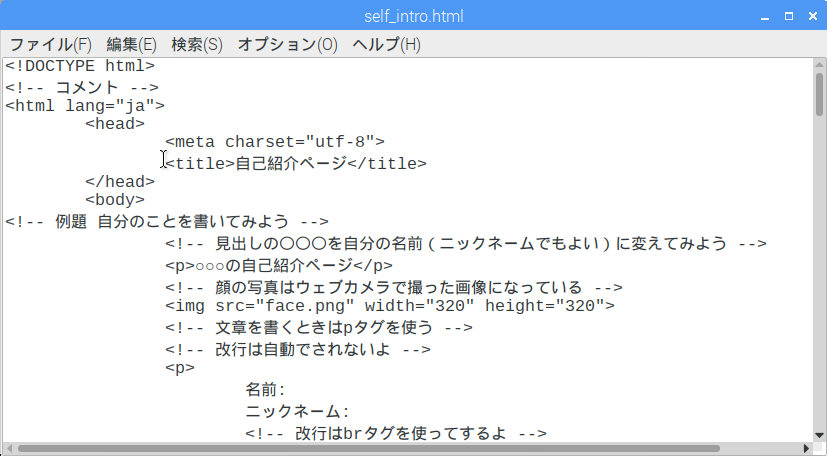 self_intro.html
ファイル(F) 編集(E) 検索(S) オプション(O) ヘルプ(H)
<!DOCTYPE html>
<!-- コメント -->
<html lang="ja">
<head>
<meta charset="utf-8">
<title>自己紹介ページ</title>
</head>
<body>
<!-- 例題 自分のことを書いてみよう -->
<!-- 見出しの〇〇〇を自分の名前(ニックネームでもよい)に変えてみよう -->
<p>○○○の自己紹介ページ</p>
<!-- 顔の写真はウェブカメラで撮った画像になっている -->
<img src="face.png" width="320" height="320">
<!-- 文章を書くときはpタグを使う -->
<!-- 改行は自動でされないよ -->
<p>
名前:
ニックネーム:
<!-- 改行はbrタグを使ってするよ -->